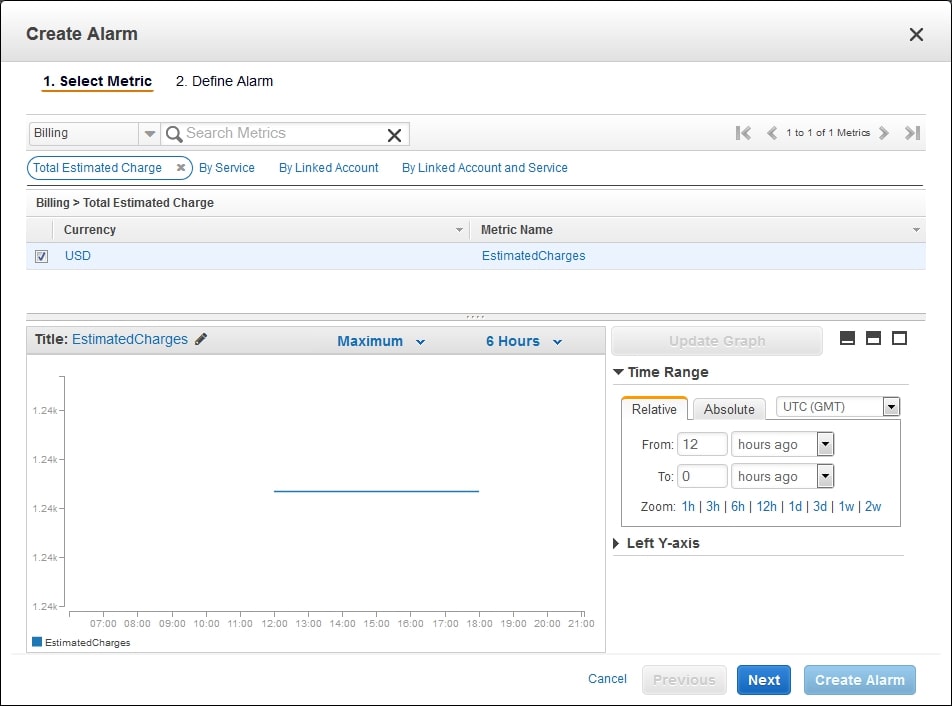 Create Alarm
1. Select Metric 2. Define Alarm
Billing Search Metrics 1 to 1 of 1 Metrics
Total Estimated Charge By Service By Linked Account By Linked Account and Service
Billing > Total Estimated Charge
Currency Metric Name
USD EstimatedCharges
Title: EstimatedCharges Maximum 6 Hours Update Graph
Time Range
Relative Absolute UTC (GMT)
From: 12 hours ago
To: 0 hours ago
Zoom: 1h | 3h | 6h | 12h | 1d | 3d | 1w | 2w
Left Y-axis
1.24k
1.24k
1.24k
1.24k
1.24k
07:00 08:00 09:00 10:00 11:00 12:00 13:00 14:00 15:00 16:00 17:00 18:00 19:00 20:00 21:00
EstimatedCharges
Cancel Previous Next Create Alarm